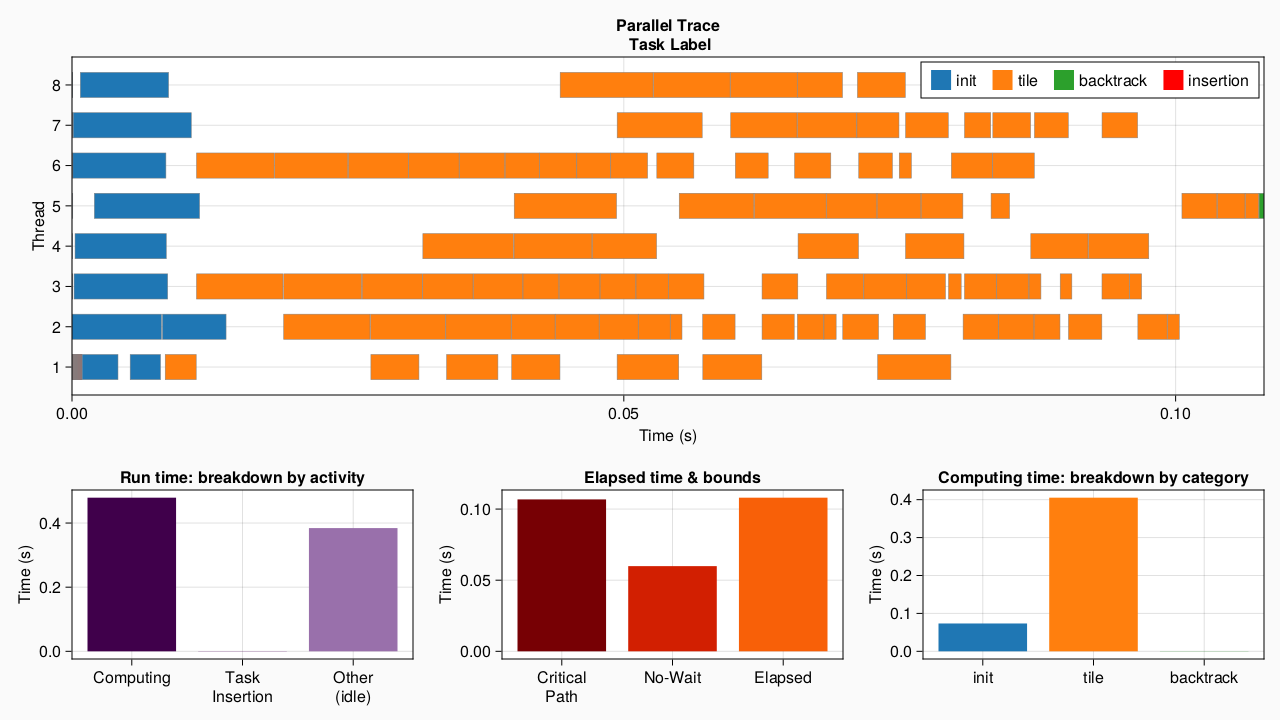 Parallel Trace
Task Label
init tile backtrack insertion
8
7
6
5
4
3
2
1
Thread
0.00 0.05 0.10
Time (s)
Run time: breakdown by activity
0.4
0.2
0.0
Time (s)
Computing Task Insertion Other (idle)
Elapsed time & bounds
0.10
0.05
0.00
Time (s)
Critical Path No-Wait Elapsed
Computing time: breakdown by category
0.4
0.3
0.2
0.1
0.0
Time (s)
init tile backtrack